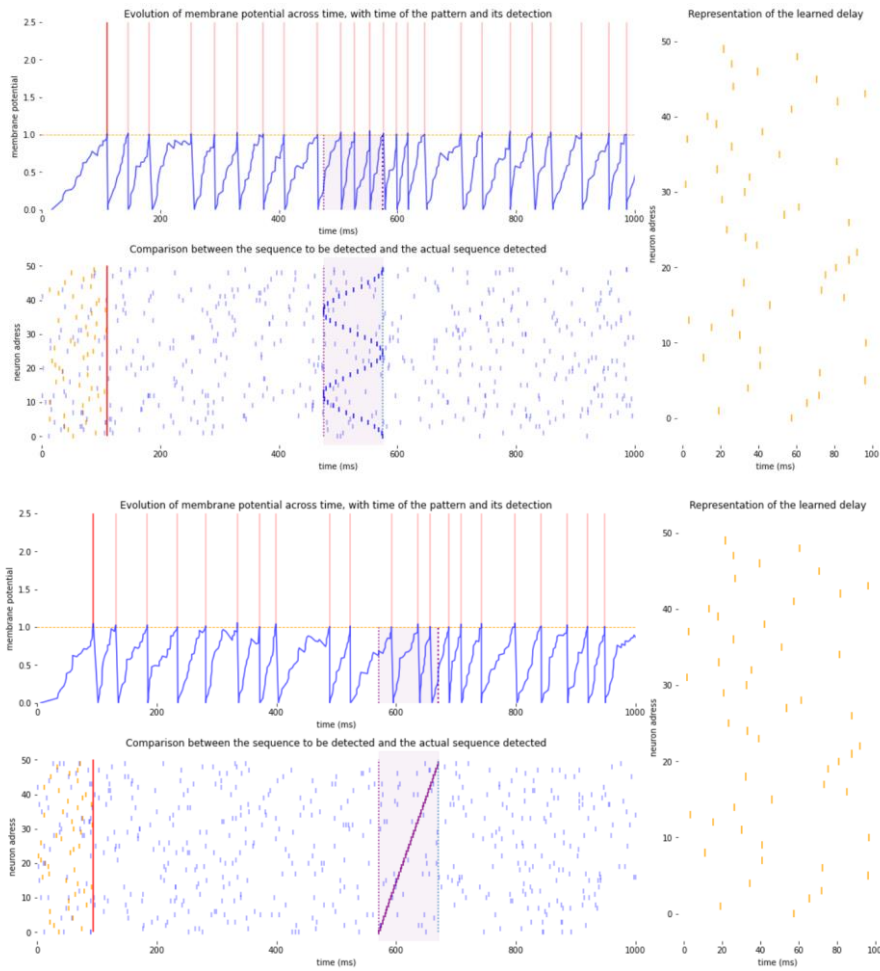 Evolution of membrane potential across time, with time of the pattern and its detection
2.5
2.0
1.5
1.0
0.5
0.0
membrane potential
0 200 400 600 800 1000
time (ms)
Comparison between the sequence to be detected and the actual sequence detected
50
40
30
20
10
0
neuron adress
0 200 400 600 800 1000
time (ms)
Representation of the learned delay
50
40
30
20
10
0
neuron adress
0 20 40 60 80 100
time (ms)
Evolution of membrane potential across time, with time of the pattern and its detection
2.5
2.0
1.5
1.0
0.5
0.0
membrane potential
0 200 400 600 800 1000
time (ms)
Comparison between the sequence to be detected and the actual sequence detected
50
40
30
20
10
0
neuron adress
0 200 400 600 800 1000
time (ms)
Representation of the learned delay
50
40
30
20
10
0
neuron adress
0 20 40 60 80 100
time (ms)